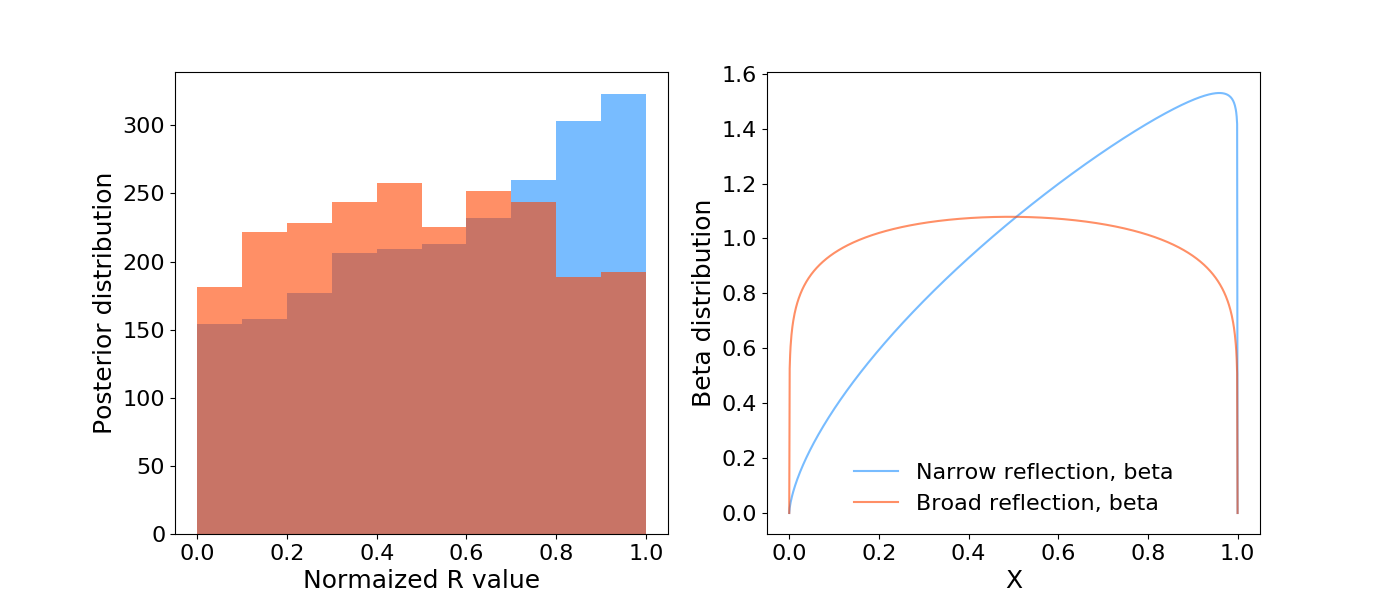 Posterior distribution
300
250
200
150
100
50
0
0.0 0.2 0.4 0.6 0.8 1.0
Normaized R value
Beta distribution
1.6
1.4
1.2
1.0
0.8
0.6
0.4
0.2
0.0
Narrow reflection, beta
Broad reflection, beta
0.0 0.2 0.4 0.6 0.8 1.0
X